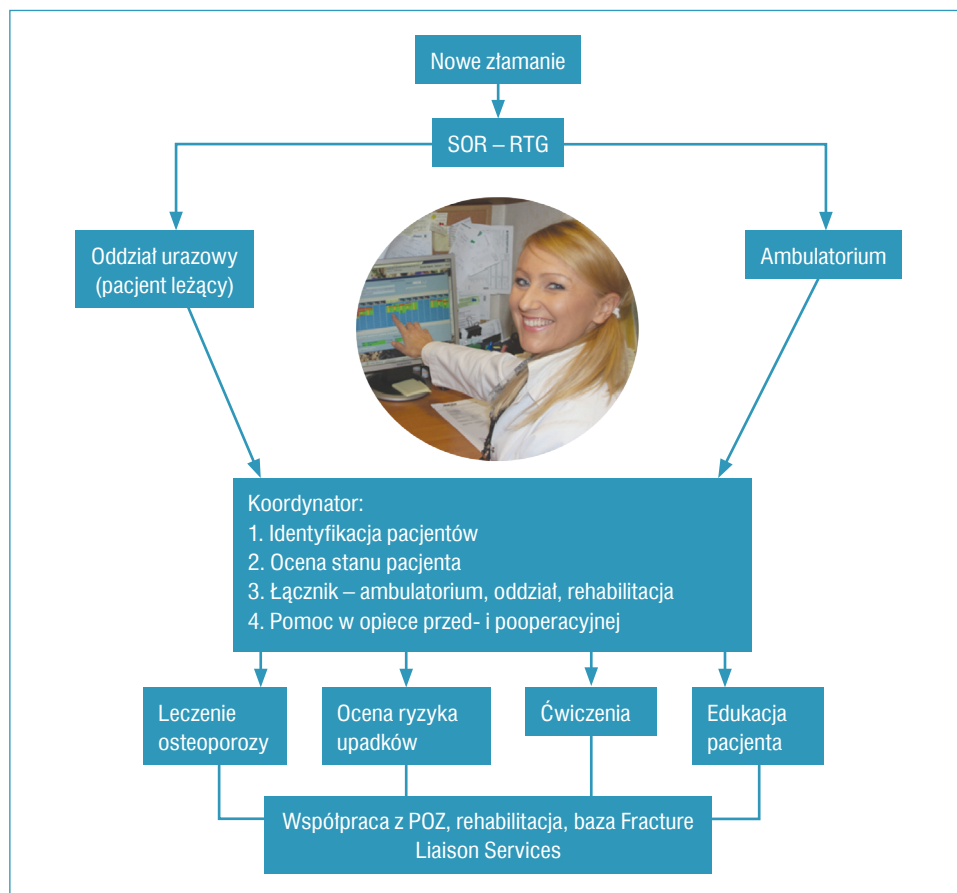 Nowe złamanie
SOR – RTG
Oddział urazowy
(pacjent leżący)
Ambulatorium
Koordynator:
1. Identyfikacja pacjentów
2. Ocena stanu pacjenta
3. Łącznik – ambulatorium, oddział, rehabilitacja
4. Pomoc w opiece przed- i pooperacyjnej
Leczenie
osteoporozy
Ocena ryzyka
upadków
Ćwiczenia
Edukacja
pacjenta
Współpraca z POZ, rehabilitacja, baza Fracture
Liaison Services